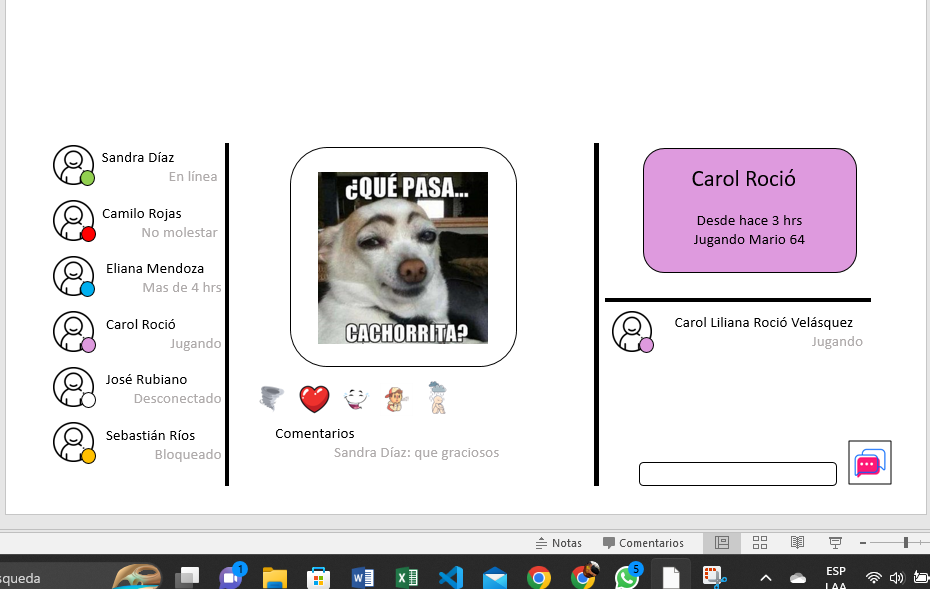 Sandra Díaz
En línea
Camilo Rojas
No molestar
Eliana Mendoza
Mas de 4 hrs
Carol Roció
Jugando
José Rubiano
Desconectado
Sebastián Ríos
Bloqueado
¿QUÉ PASA...
CACHORRITA?
Comentarios
Sandra Díaz: que graciosos
Carol Roció
Desde hace 3 hrs
Jugando Mario 64
Carol Liliana Roció Velásquez
Jugando
Notas
Comentarios
squeda
1
5
ESP
LAA